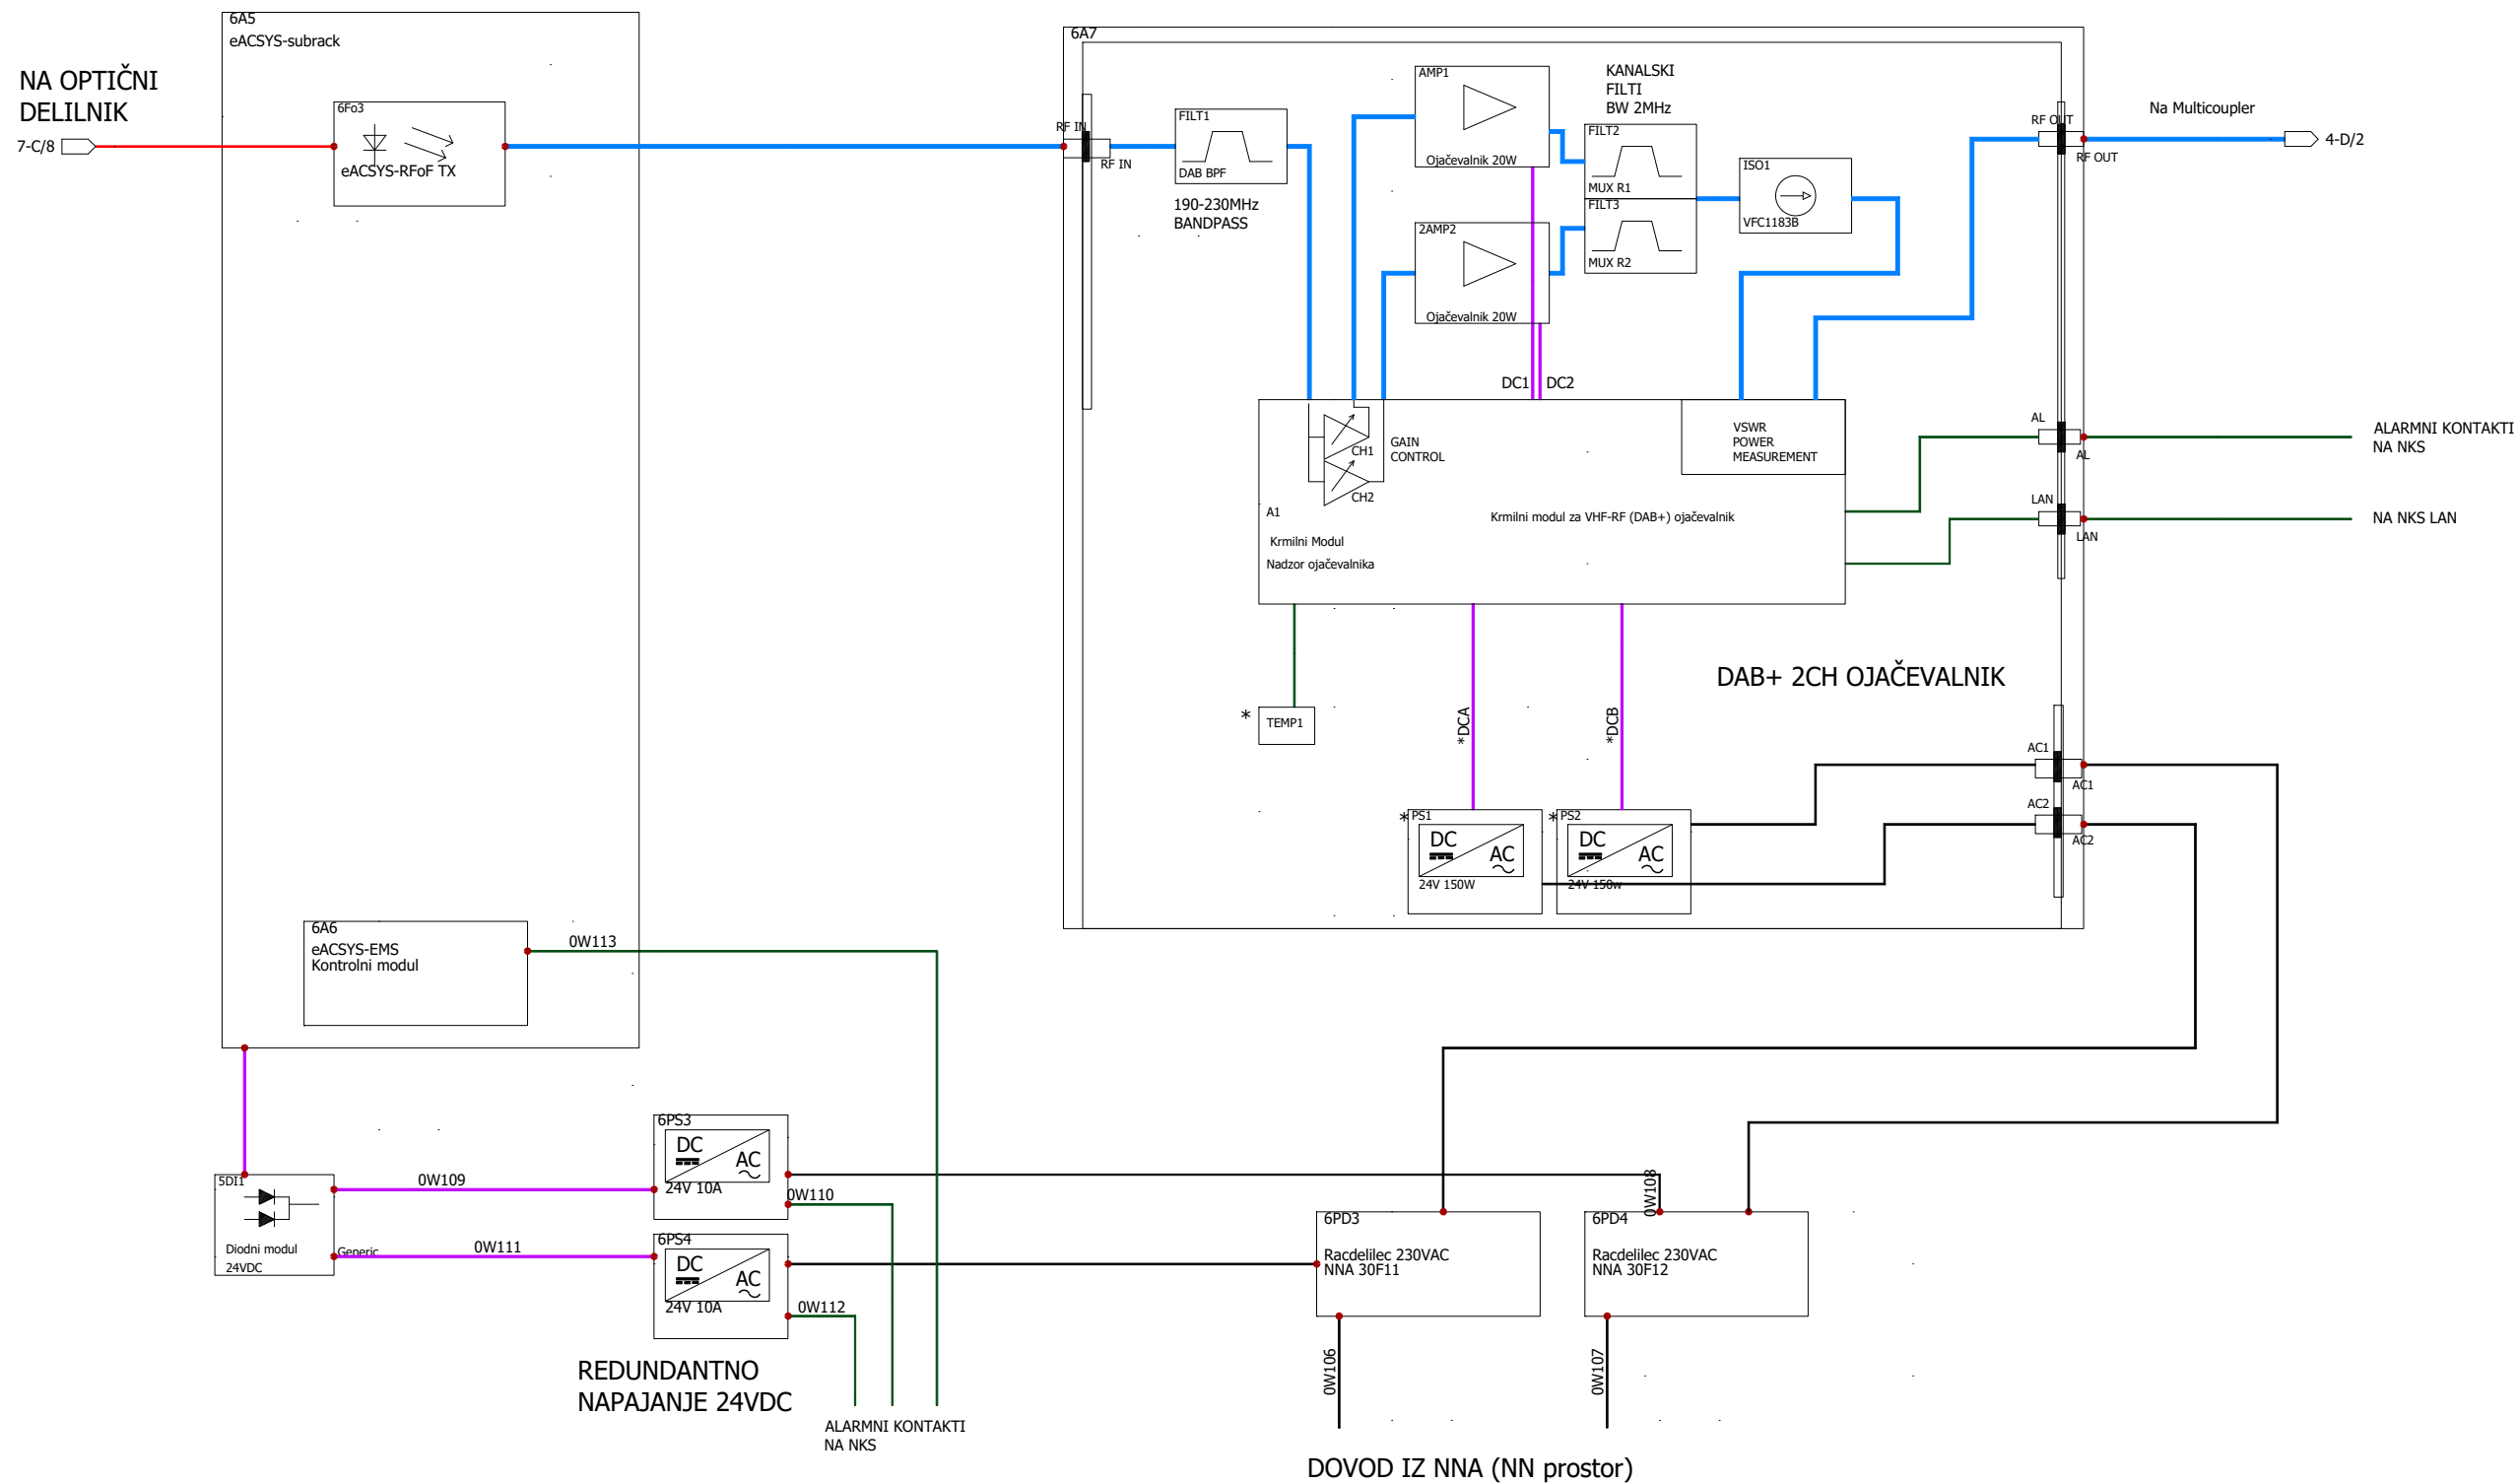 6A5
eACSYS-subrack
NA OPTIČNI
DELILNIK
7-C/8
6Fo3
eACSYS-RFoF TX
6A7
RF IN
RF IN
FILT1
DAB BPF
190-230MHz
BANDPASS
AMP1
Ojačevalnik 20W
2AMP2
Ojačevalnik 20W
KANALSKI
FILTI
BW 2MHz
FILT2
MUX R1
FILT3
MUX R2
ISO1
VFC1183B
RF OUT
RF OUT
Na Multicoupler
4-D/2
DC1
DC2
CH1
CH2
GAIN
CONTROL
VSWR
POWER
MEASUREMENT
A1
Krmilni Modul
Nadzor ojačevalnika
Krmilni modul za VHF-RF (DAB+) ojačevalnik
AL
AL
ALARMNI KONTAKTI
NA NKS
LAN
LAN
NA NKS LAN
DAB+ 2CH OJAČEVALNIK
*
TEMP1
*DCA
*DCB
*
PS1
DC
AC
24V 150W
*
PS2
DC
AC
24V 150w
AC1
AC1
AC2
AC2
6A6
eACSYS-EMS
Kontrolni modul
0W113
5DI1
Diodni modul
24VDC
Generic
0W109
0W111
6PS3
DC
AC
24V 10A
0W110
6PS4
DC
AC
24V 10A
0W112
REDUNDANTNO
NAPAJANJE 24VDC
ALARMNI KONTAKTI
NA NKS
6PD3
Racdelilec 230VAC
NNA 30F11
0W108
6PD4
Racdelilec 230VAC
NNA 30F12
0W106
0W107
DOVOD IZ NNA (NN prostor)